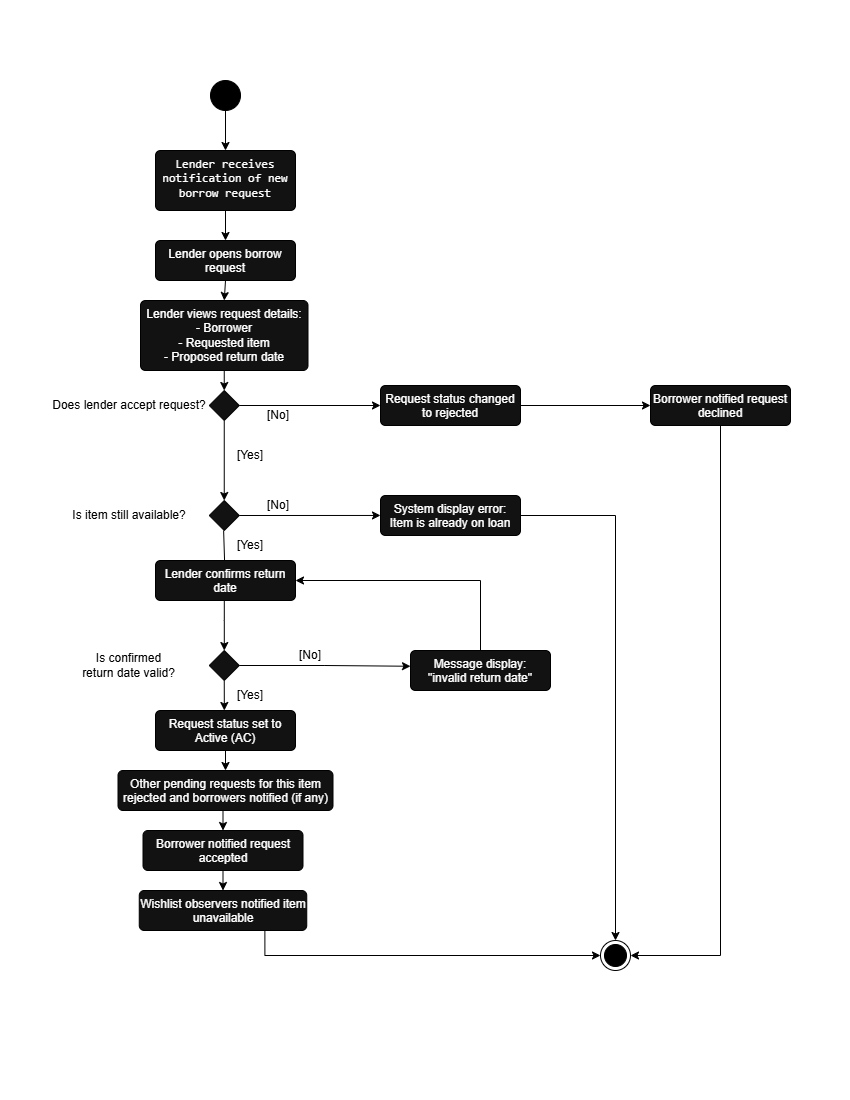 Lender receives
notification of new
borrow request
Lender opens borrow
request
Lender views request details:
- Borrower
- Requested item
- Proposed return date
Does lender accept request?
[No]
Request status changed
to rejected
Borrower notified request
declined
[Yes]
Is item still available?
[No]
System display error:
Item is already on loan
[Yes]
Lender confirms return
date
Is confirmed
return date valid?
[No]
Message display:
"invalid return date"
[Yes]
Request status set to
Active (AC)
Other pending requests for this item
rejected and borrowers notified (if any)
Borrower notified request
accepted
Wishlist observers notified item
unavailable